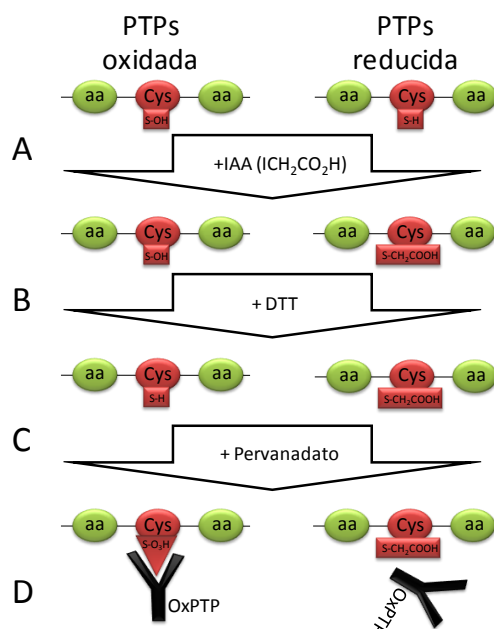 PTPs
oxidada
PTPs
reducida
aa Cys aa
S-OH
aa Cys aa
S-H
A
+IAA (ICH₂CO₂H)
aa Cys aa
S-OH
aa Cys aa
S-CH₂COOH
B
+ DTT
aa Cys aa
S-H
aa Cys aa
S-CH₂COOH
C
+ Pervanadato
aa Cys aa
S-O₃H
aa Cys aa
S-CH₂COOH
D
OxPTP
OxPTP